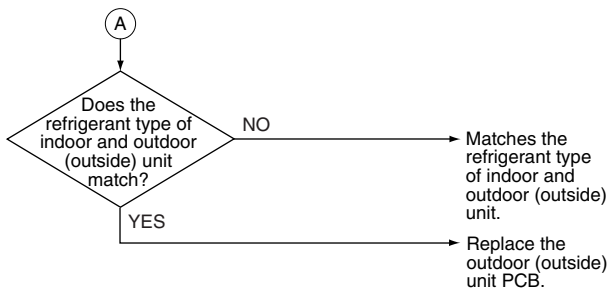 A
Does the
refrigerant type of
indoor and outdoor
(outside) unit
match?
NO
Matches the
refrigerant type
of indoor and
outdoor (outside)
unit.
YES
Replace the
outdoor (outside)
unit PCB.